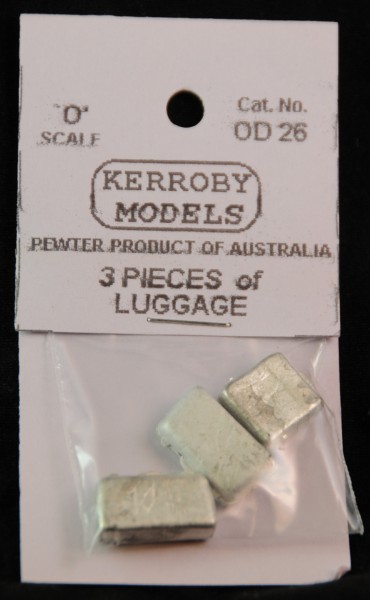 "O"
SCALE
Cat. No.
OD 26
KERROBY
MODELS
PEWTER PRODUCT OF AUSTRALIA
3 PIECES of
LUGGAGE